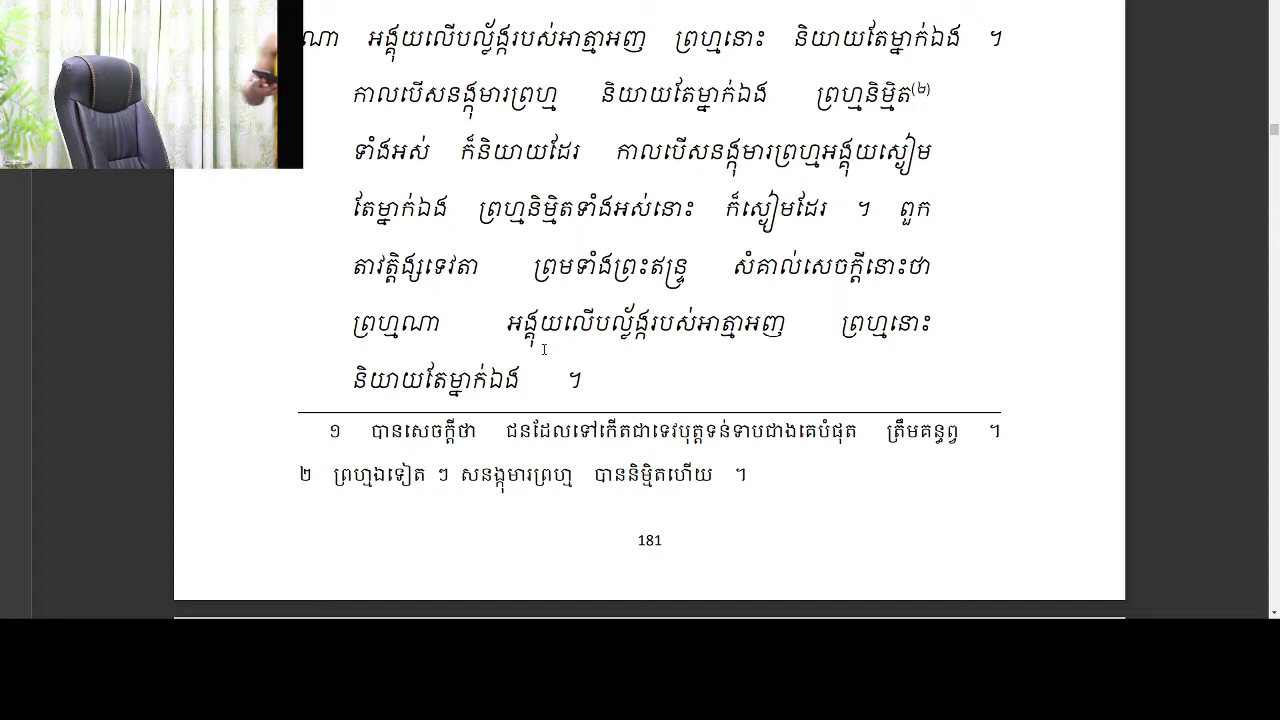 ណា អង្គុយលើបល្ល័ង្ករបស់អាត្មាអញ ព្រហ្មនោះ និយាយតែម្នាក់ឯង ។
កាលបើសនង្កុមារព្រហ្ម និយាយតែម្នាក់ឯង ព្រហ្មនិម្មិត(២)
ទាំងអស់ ក៏និយាយដែរ កាលបើសនង្កុមារព្រហ្មអង្គុយស្ងៀម
តែម្នាក់ឯង ព្រហ្មនិម្មិតទាំងអស់នោះ ក៏ស្ងៀមដែរ ។ ពួក
តាវត្តិង្សទេវតា ព្រមទាំងព្រះឥន្ទ្រ សំគាល់សេចក្តីនោះថា
ព្រហ្មណា អង្គុយលើបល្ល័ង្ករបស់អាត្មាអញ ព្រហ្មនោះ
និយាយតែម្នាក់ឯង ។
១ បានសេចក្តីថា ជនដែលទៅកើតជាទេវបុត្តទន់ទាបជាងគេបំផុត ត្រឹមគន្ធព្វ ។
២ ព្រហ្មឯទៀត ៗ សនង្កុមារព្រហ្ម បាននិម្មិតហើយ ។
181